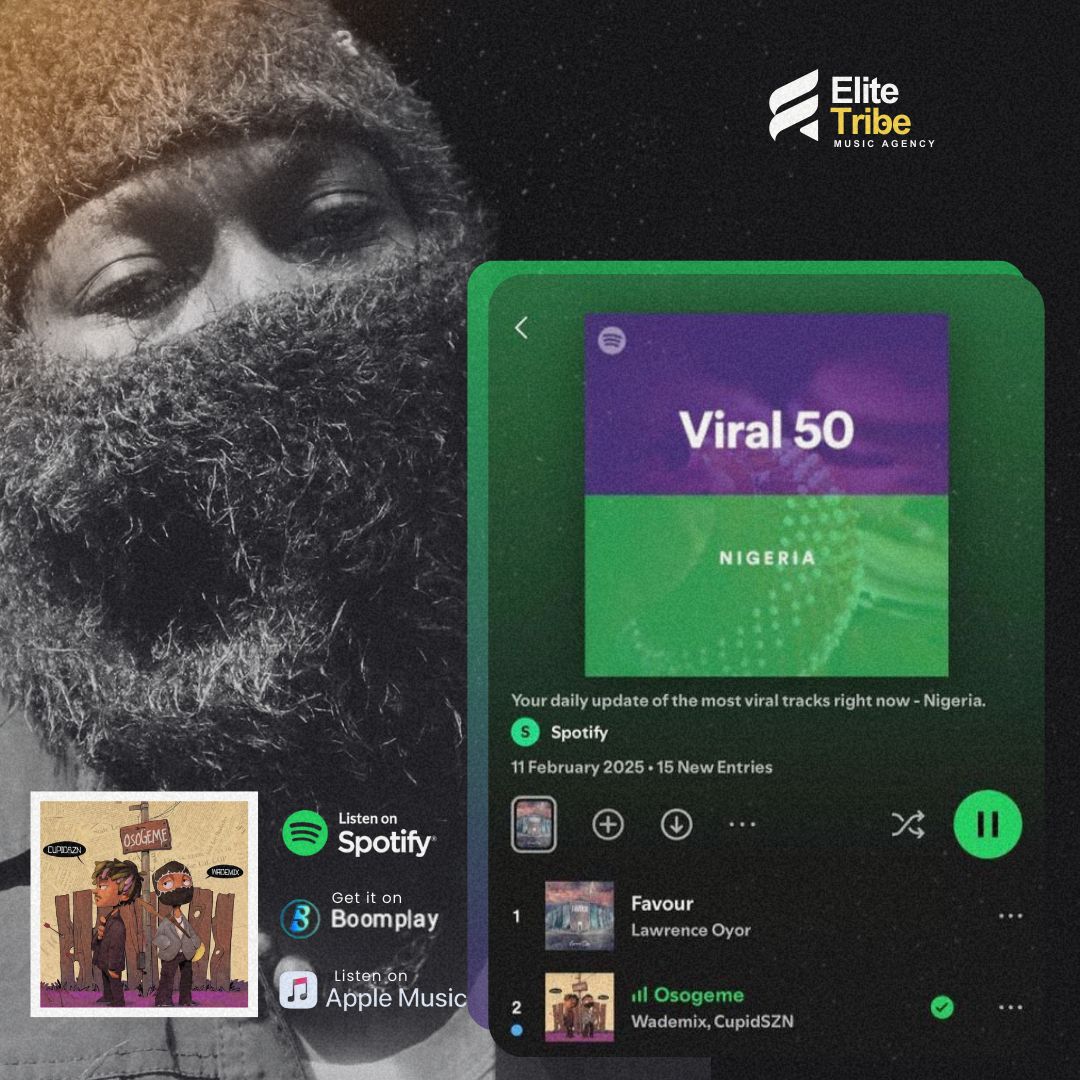 Elite
Tribe
MUSIC AGENCY
Viral 50
NIGERIA
Your daily update of the most viral tracks right now - Nigeria.
S Spotify
11 February 2025 • 15 New Entries
1
Favour
Lawrence Oyor
2
Osogeme
Wademix, CupidSZN
OSOGEME
CUPIDSZN
WADEMIX
Listen on
Spotify®
Get it on
Boomplay
Listen on
Apple Music